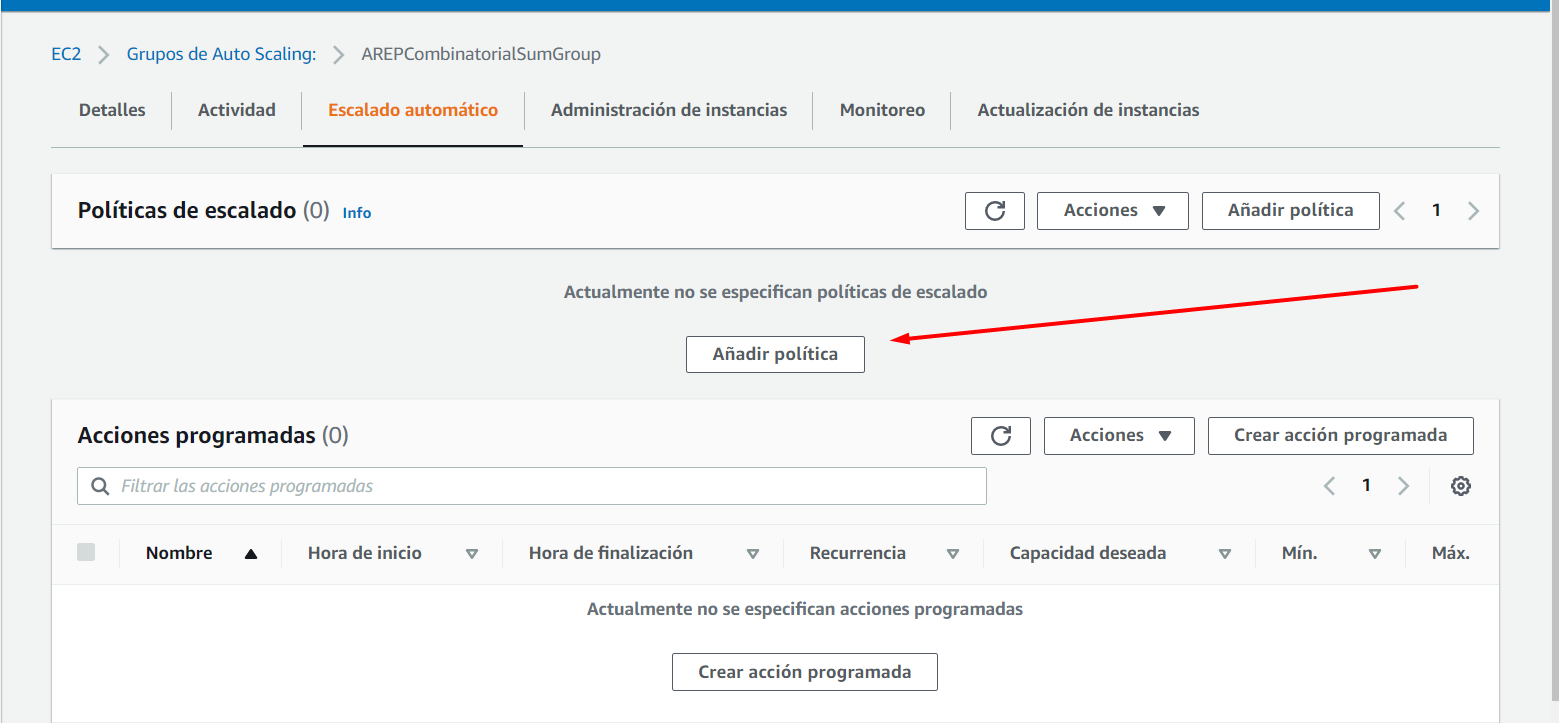 EC2 > Grupos de Auto Scaling: > AREPCombinatorialSumGroup
Detalles Actividad Escalado automático Administración de instancias Monitoreo Actualización de instancias
Políticas de escalado (0) Info Acciones Añadir política 1
Actualmente no se especifican políticas de escalado
Añadir política
Acciones programadas (0) Acciones Crear acción programada
Filtrar las acciones programadas 1
Nombre Hora de inicio Hora de finalización Recurrencia Capacidad deseada Mín. Máx.
Actualmente no se especifican acciones programadas
Crear acción programada